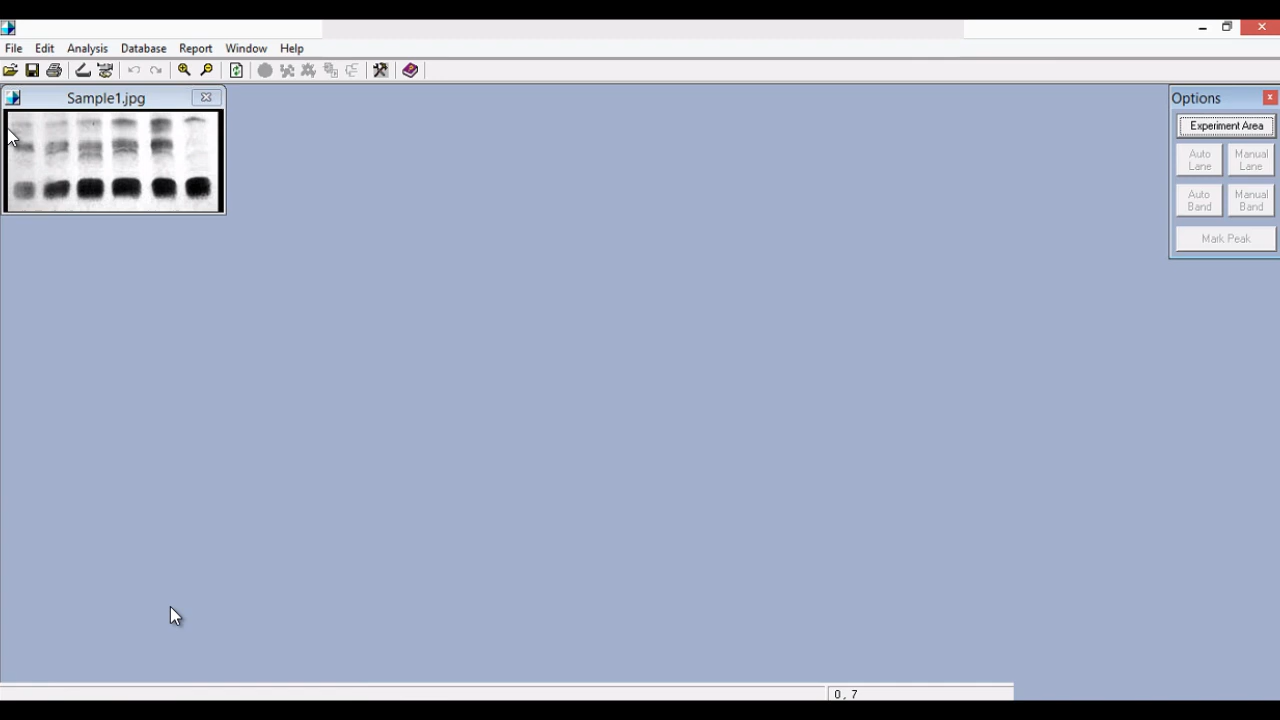 File Edit Analysis Database Report Window Help
Sample1.jpg
Options
Experiment Area
Auto Lane
Manual Lane
Auto Band
Manual Band
Mark Peak
0, 7